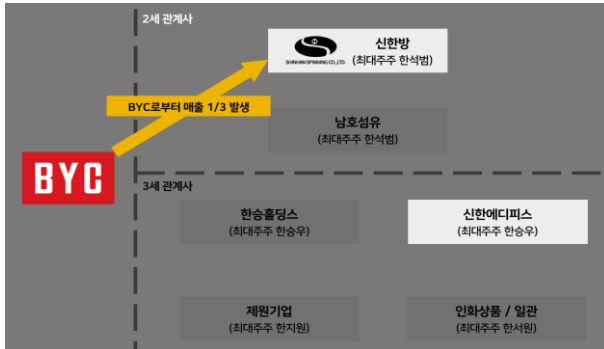 2세 관계사
신한방
SHINHAN SPINNING CO.,LTD.
(최대주주 한석범)
BYC로부터 매출 1/3 발생
남호섬유
(최대주주 한석범)
BYC
3세 관계사
한승홀딩스
(최대주주 한승우)
신한에디피스
(최대주주 한승우)
제원기업
(최대주주 한지원)
인화상품 / 일관
(최대주주 한서원)